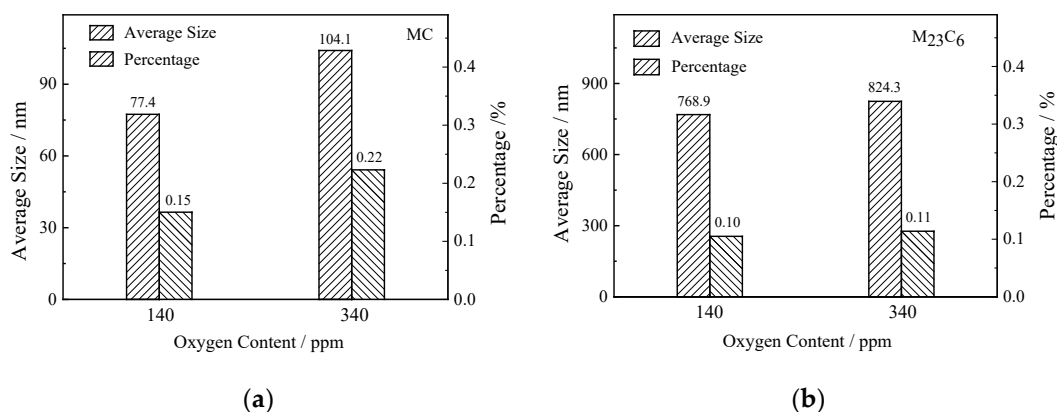 Average Size
Percentage
MC
Average Size / nm
90
60
30
0
77.4
0.15
104.1
0.22
0.4
0.3
0.2
0.1
0.0
Percentage /%
140
340
Oxygen Content / ppm
(a)
Average Size
Percentage
M23C6
Average Size / nm
900
600
300
0
768.9
0.10
824.3
0.11
0.4
0.3
0.2
0.1
0.0
Percentage / %
140
340
Oxygen Content / ppm
(b)